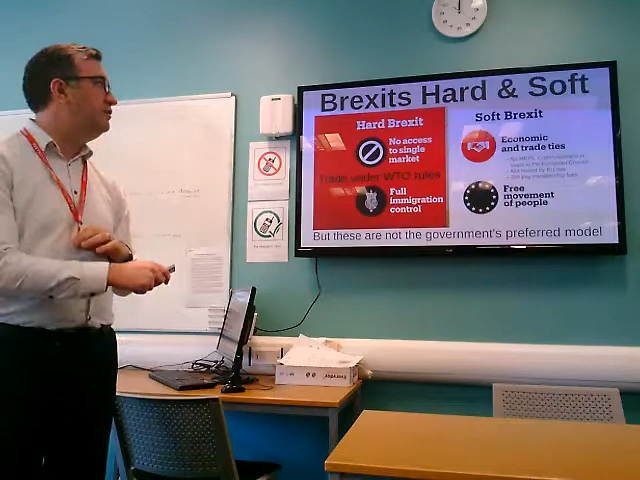 Brexits Hard & Soft
Hard Brexit
No access
to single
market
Trade under WTO rules
Full
immigration
control
Soft Brexit
Economic
and trade ties
Free
movement
of people
But these are not the government's preferred model